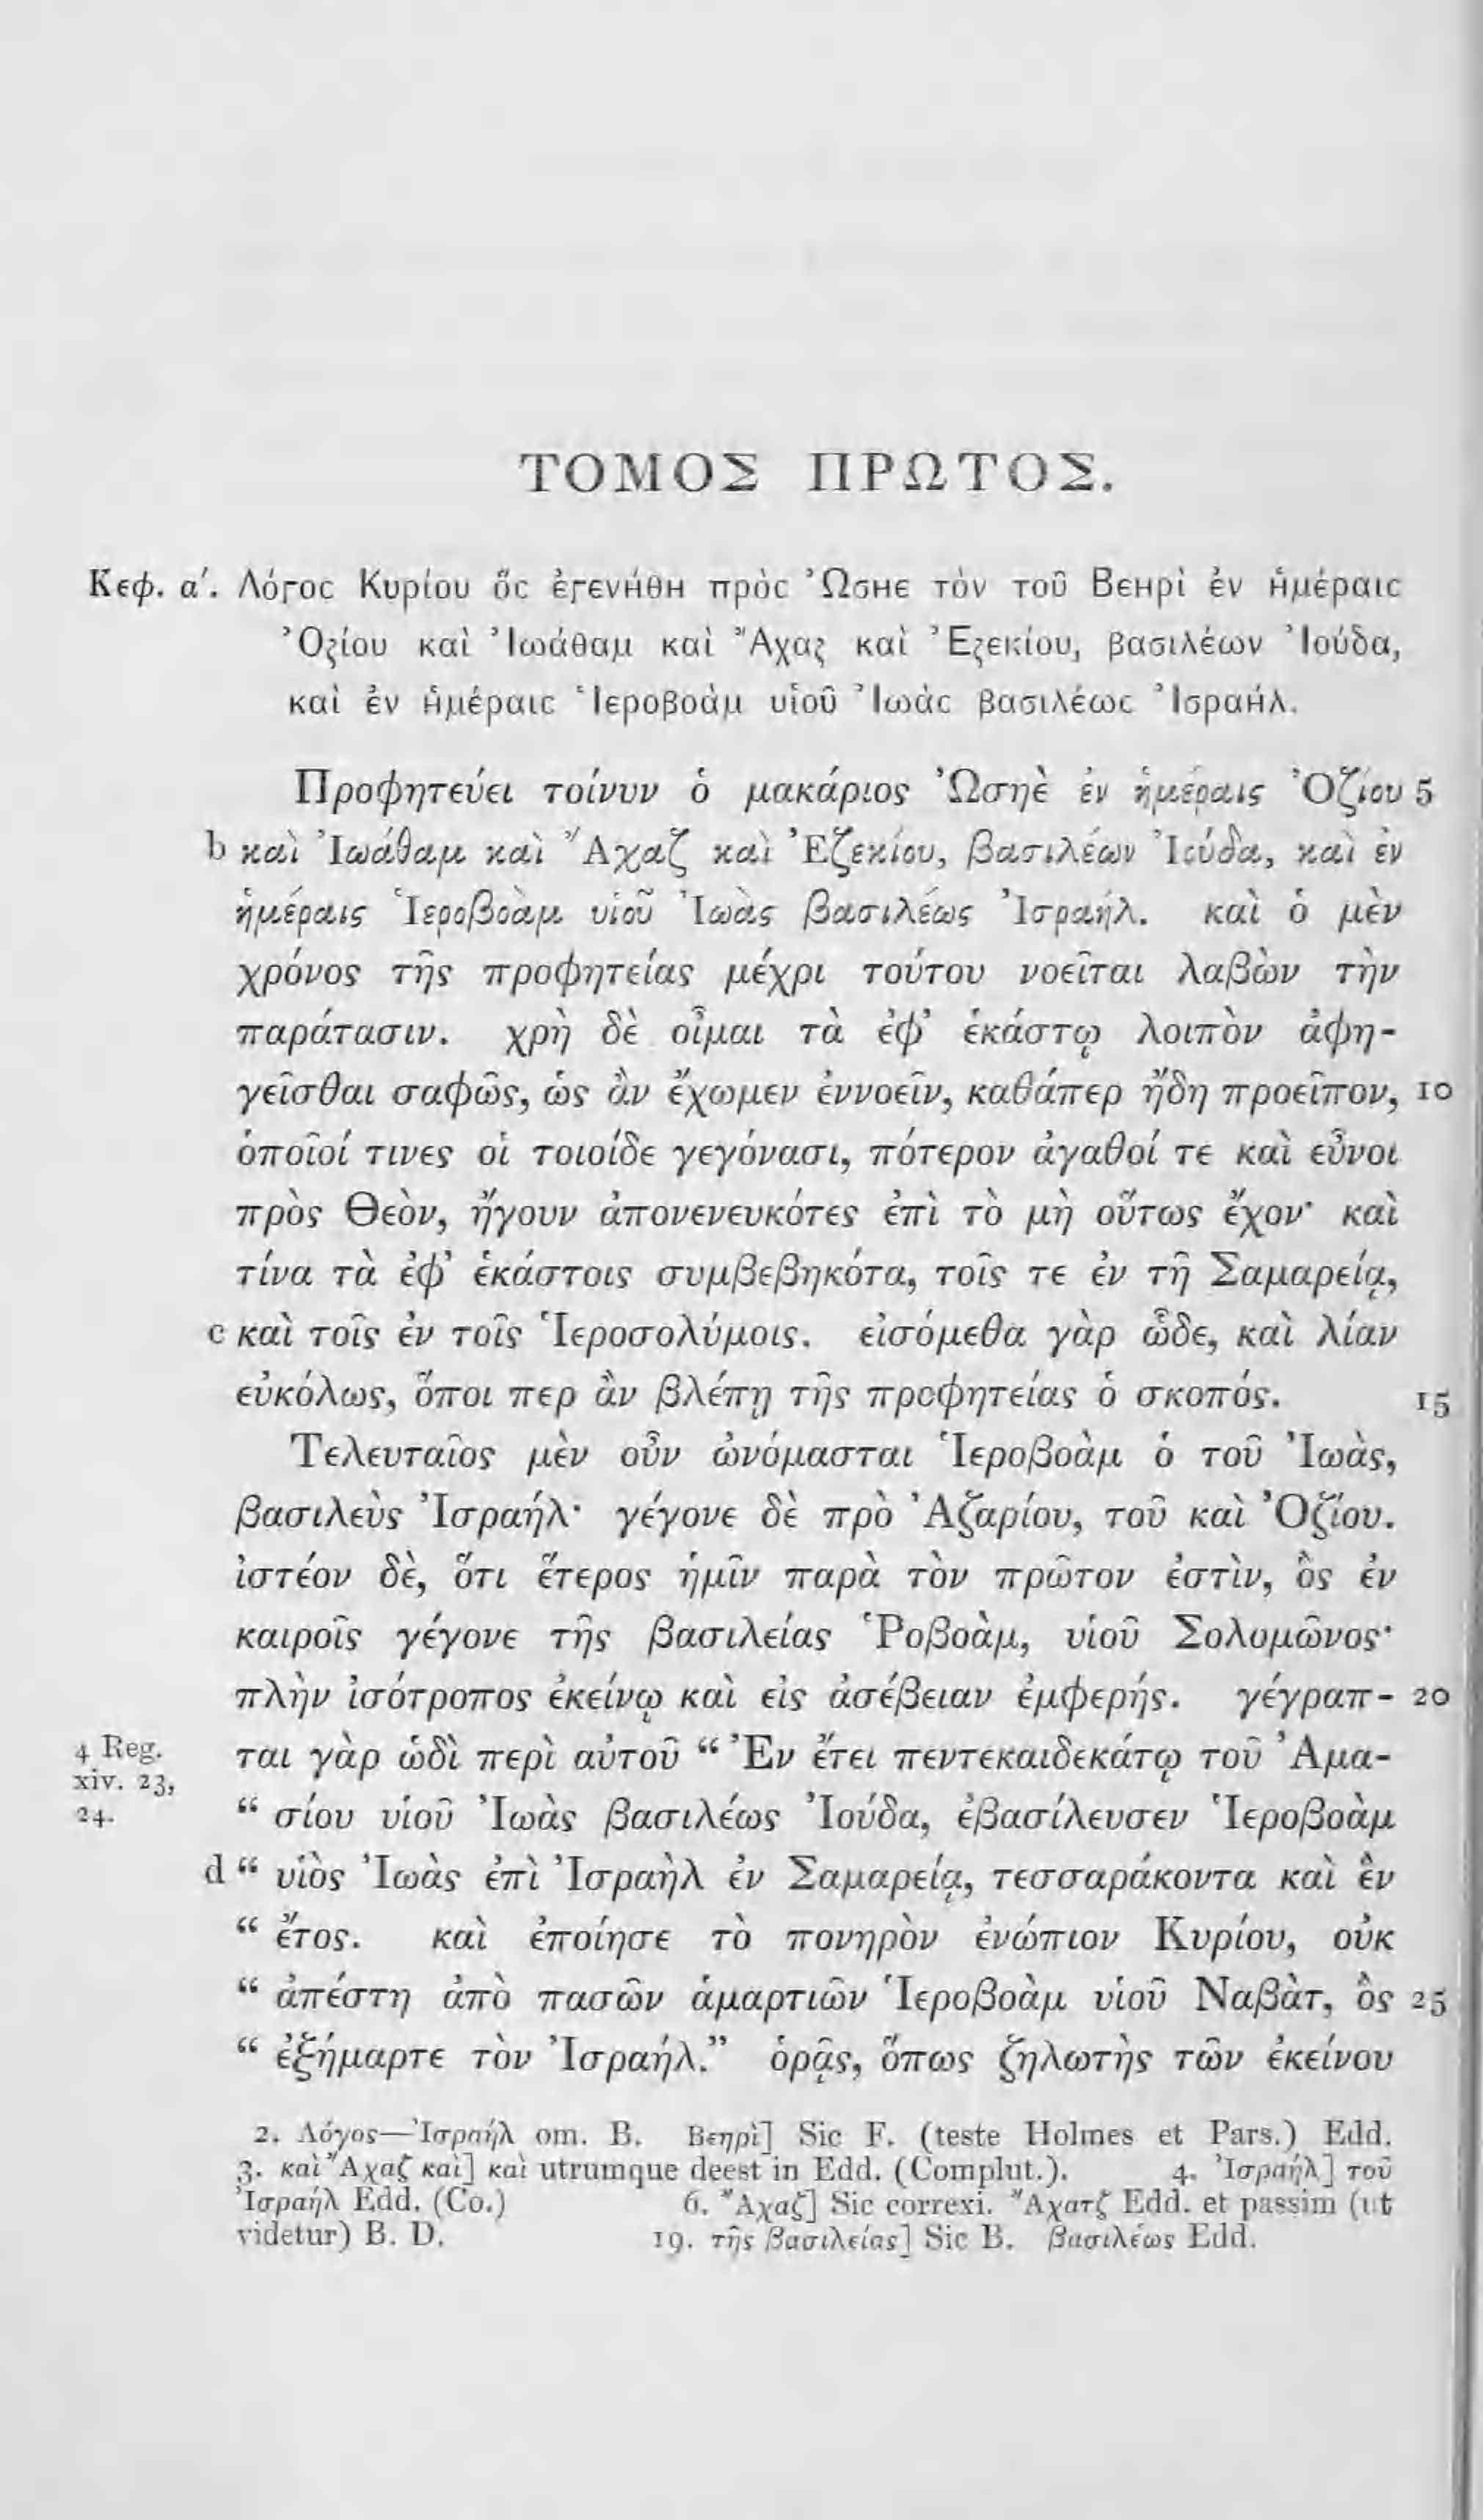 ΤΟΜΟΣ ΠΡΩΤΟΣ.
Κεφ. α΄. Λόγος Κυρίου ὃς ἐγενήθη πρὸς Ὠσηὲ τὸν τοῦ Βεηρὶ ἐν ἡμέραις
Ὀζίου καὶ Ἰωάθαμ καὶ Ἄχαζ καὶ Ἐζεκίου, βασιλέων Ἰούδα,
καὶ ἐν ἡμέραις Ἱεροβοὰμ υἱοῦ Ἰωὰς βασιλέως Ἰσραήλ.
Προφητεύει τοίνυν ὁ μακάριος Ὠσηὲ ἐν ἡμέραις Ὀζίου 5
b καὶ Ἰωάθαμ καὶ Ἄχαζ καὶ Ἐζεκίου, βασιλέων Ἰούδα, καὶ ἐν
ἡμέραις Ἱεροβοὰμ υἱοῦ Ἰωὰς βασιλέως Ἰσραήλ. καὶ ὁ μὲν
χρόνος τῆς προφητείας μέχρι τούτου νοεῖται λαβὼν τὴν
παράτασιν. χρὴ δὲ οἶμαι τὰ ἐφ’ ἑκάστῳ λοιπὸν ἀφη-
γεῖσθαι σαφῶς, ὡς ἂν ἔχωμεν ἐννοεῖν, καθάπερ ἤδη προεῖπον, 10
ὁποῖοί τινες οἱ τοιοίδε γεγόνασι, πότερον ἀγαθοί τε καὶ εὖνοι
πρὸς Θεὸν, ἤγουν ἀπονενευκότες ἐπὶ τὸ μὴ οὕτως ἔχον· καὶ
τίνα τὰ ἐφ’ ἑκάστοις συμβεβηκότα, τοῖς τε ἐν τῇ Σαμαρείᾳ,
c καὶ τοῖς ἐν τοῖς Ἱεροσολύμοις. εἰσόμεθα γὰρ ὧδε, καὶ λίαν
εὐκόλως, ὅποι περ ἂν βλέπῃ τῆς προφητείας ὁ σκοπός. 15
Τελευταῖος μὲν οὖν ὠνόμασται Ἱεροβοὰμ ὁ τοῦ Ἰωὰς,
βασιλεὺς Ἰσραήλ· γέγονε δὲ πρὸ Ἀζαρίου, τοῦ καὶ Ὀζίου.
ἰστέον δὲ, ὅτι ἕτερος ἡμῖν παρὰ τὸν πρῶτον ἐστὶν, ὃς ἐν
καιροῖς γέγονε τῆς βασιλείας Ῥοβοὰμ, υἱοῦ Σολομῶνος·
πλὴν ἰσότροπος ἐκείνῳ καὶ εἰς ἀσέβειαν ἐμφερής. γέγραπ- 20
4 Reg. xiv. 23, 24. ται γὰρ ὡδὶ περὶ αὐτοῦ “ Ἐν ἔτει πεντεκαιδεκάτῳ τοῦ Ἀμα-
“ σίου υἱοῦ Ἰωὰς βασιλέως Ἰούδα, ἐβασίλευσεν Ἱεροβοὰμ
d “ υἱὸς Ἰωὰς ἐπὶ Ἰσραὴλ ἐν Σαμαρείᾳ, τεσσαράκοντα καὶ ἓν
“ ἔτος. καὶ ἐποίησε τὸ πονηρὸν ἐνώπιον Κυρίου, οὐκ
“ ἀπέστη ἀπὸ πασῶν ἁμαρτιῶν Ἱεροβοὰμ υἱοῦ Ναβὰτ, ὃς 25
“ ἐξήμαρτε τὸν Ἰσραήλ.” ὁρᾷς, ὅπως ζηλωτὴς τῶν ἐκείνου
2. Λόγος—Ἰσραήλ om. B. Βεηρὶ] Sic F. (teste Holmes et Pars.) Edd.
3. καὶ Ἄχαζ καὶ] καὶ utrumque deest in Edd. (Complut.). 4. Ἰσραήλ] τοῦ
Ἰσραήλ Edd. (Co.) 6. Ἄχαζ] Sic correxi. Ἄχατζ Edd. et passim (ut
videtur) B. D. 19. τῆς βασιλείας] Sic B. βασιλέως Edd.